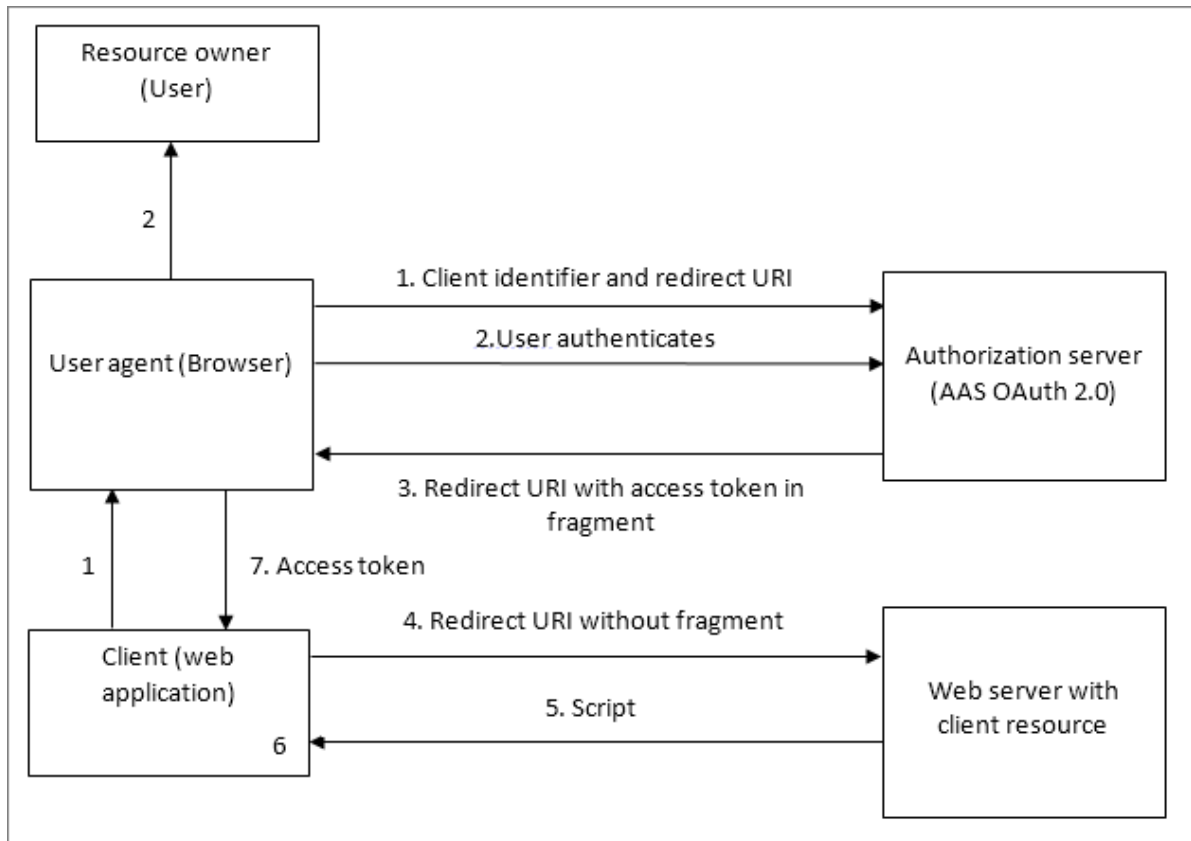 Resource owner
(User)
2
1. Client identifier and redirect URI
2.User authenticates
User agent (Browser)
Authorization server
(AAS OAuth 2.0)
3. Redirect URI with access token in
fragment
1
7. Access token
4. Redirect URI without fragment
Client (web
application)
6
5. Script
Web server with
client resource